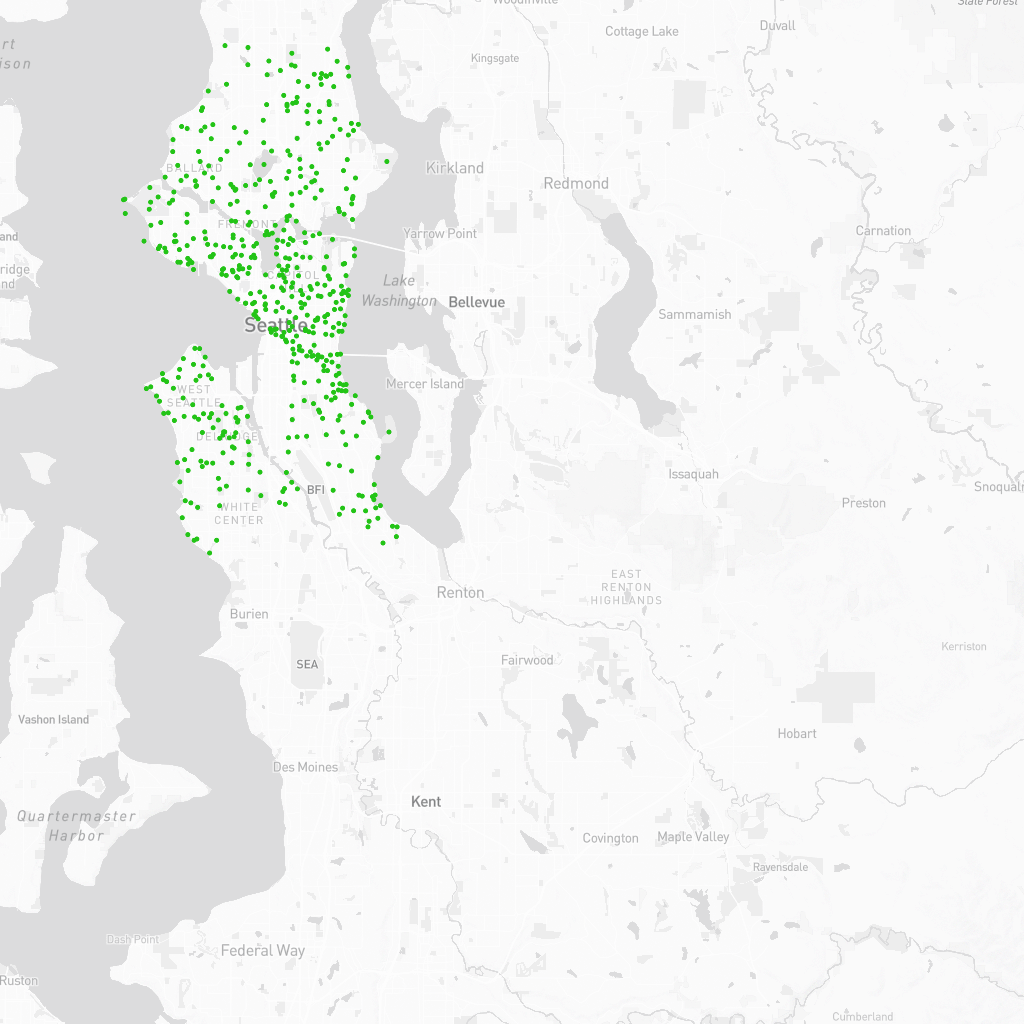 Woodinville
State Forest
Duvall
Cottage Lake
Kingsgate
Kirkland
BALLARD
Redmond
FREMONT
Yarrow Point
Carnation
CAPITOL
Lake
Washington
Bellevue
Sammamish
Seattle
Mercer Island
WEST
SEATTLE
Issaquah
BFI
Preston
WHITE
CENTER
EAST
RENTON
HIGHLANDS
Renton
Burien
Kerriston
SEA
Fairwood
Vashon Island
Hobart
Des Moines
Kent
Quartermaster
Harbor
Covington
Maple Valley
Ravensdale
Dash Point
Federal Way
Ruston
Cumberland